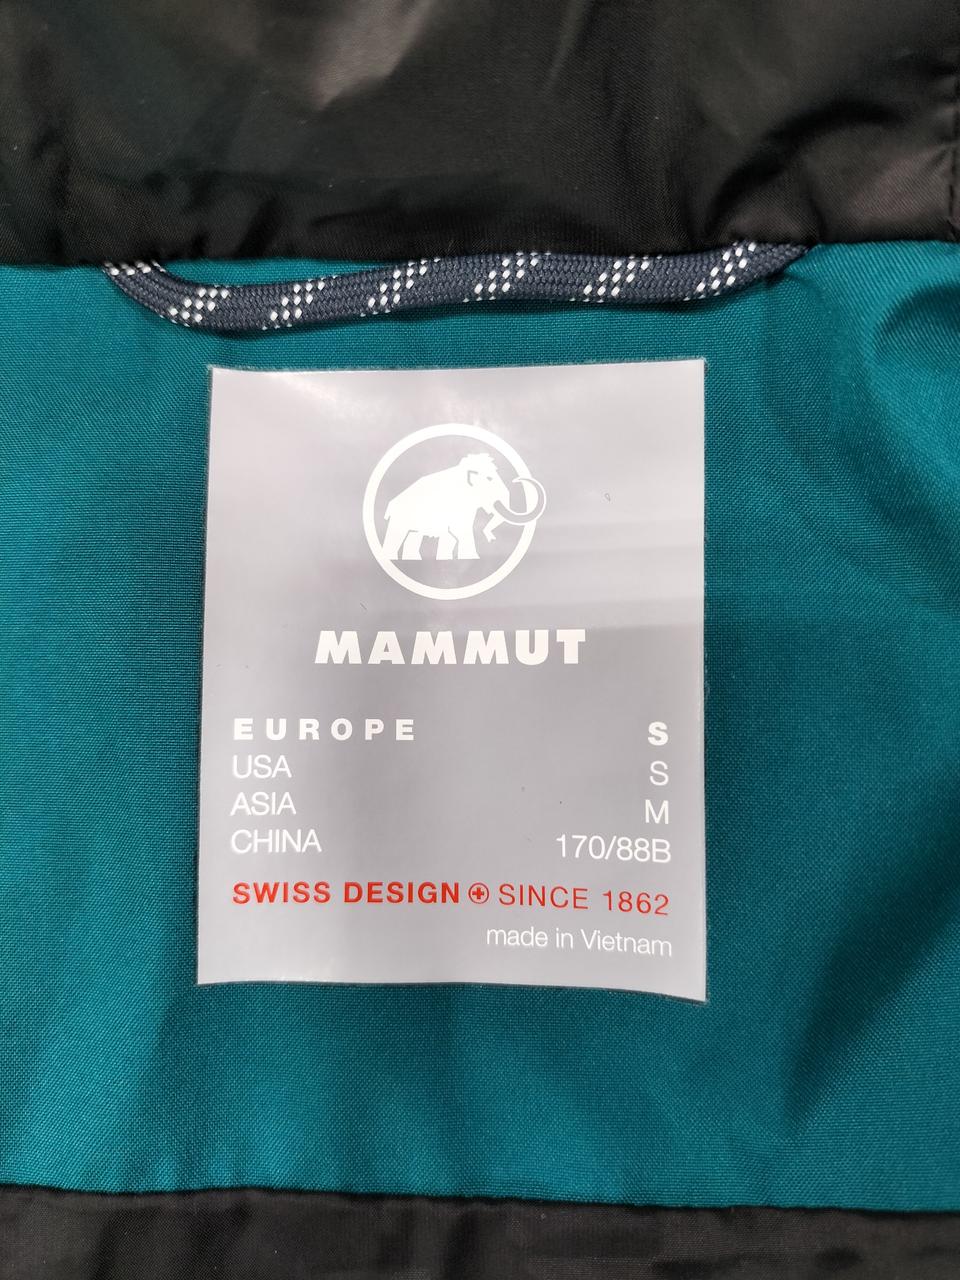 MAMMUT
EUROPE S
USA S
ASIA M
CHINA 170/88B
SWISS DESIGN SINCE 1862
made in Vietnam